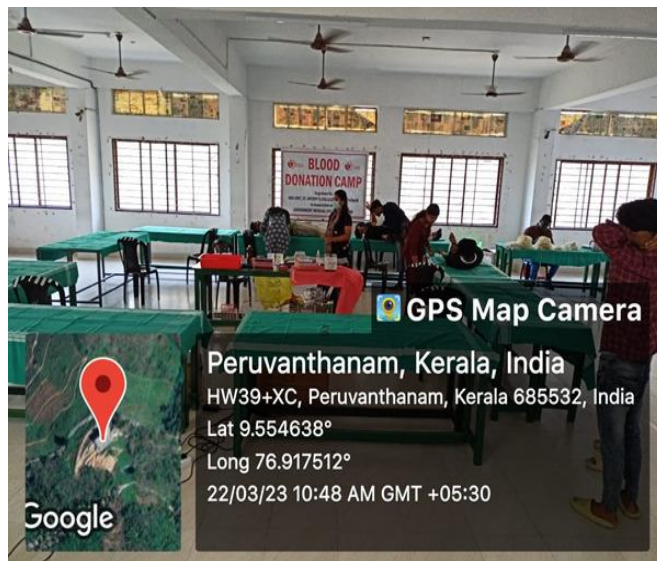 BLOOD
DONATION CAMP
GPS Map Camera
Peruvanthanam, Kerala, India
HW39+XC, Peruvanthanam, Kerala 685532, India
Lat 9.554638°
Long 76.917512°
22/03/23 10:48 AM GMT +05:30
Google